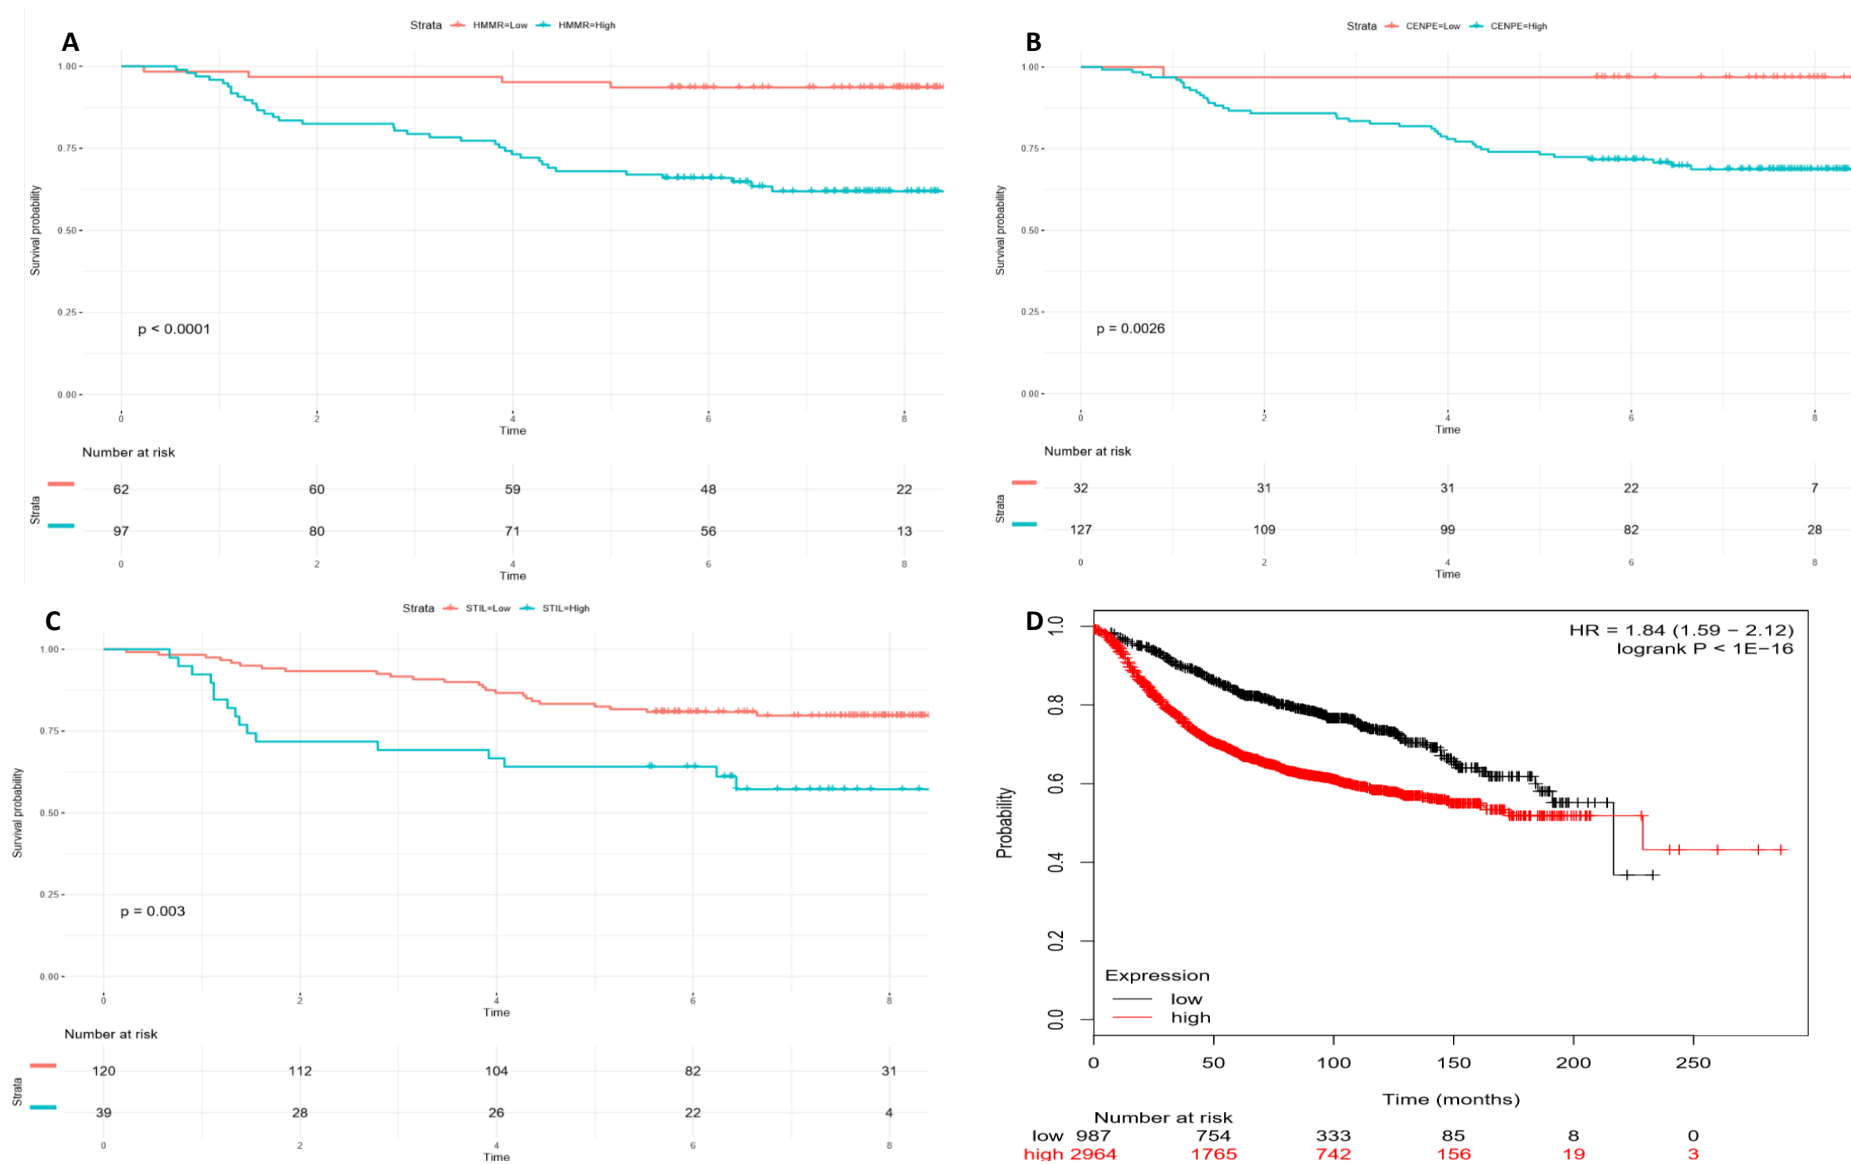 A
Strata HMMR=Low HMMR=High
1.00
0.75
0.50
0.25
0.00
Survival probability
p < 0.0001
0 2 4 6 8
Time
Number at risk
Strata
62 60 59 48 22
97 80 71 56 13
0 2 4 6 8
Time
B
Strata CENPE=Low CENPE=High
1.00
0.75
0.50
0.25
0.00
Survival probability
p = 0.0026
0 2 4 6 8
Time
Number at risk
Strata
32 31 31 22 7
127 109 99 82 28
0 2 4 6 8
Time
C
Strata STIL=Low STIL=High
1.00
0.75
0.50
0.25
0.00
Survival probability
p = 0.003
0 2 4 6 8
Time
Number at risk
Strata
120 112 104 82 31
39 28 26 22 4
0 2 4 6 8
Time
D
HR = 1.84 (1.59 − 2.12)
logrank P < 1E−16
1.0
0.8
0.6
0.4
0.2
0.0
Probability
Expression
low
high
0 50 100 150 200 250
Time (months)
Number at risk
low 987 754 333 85 8 0
high 2964 1765 742 156 19 3